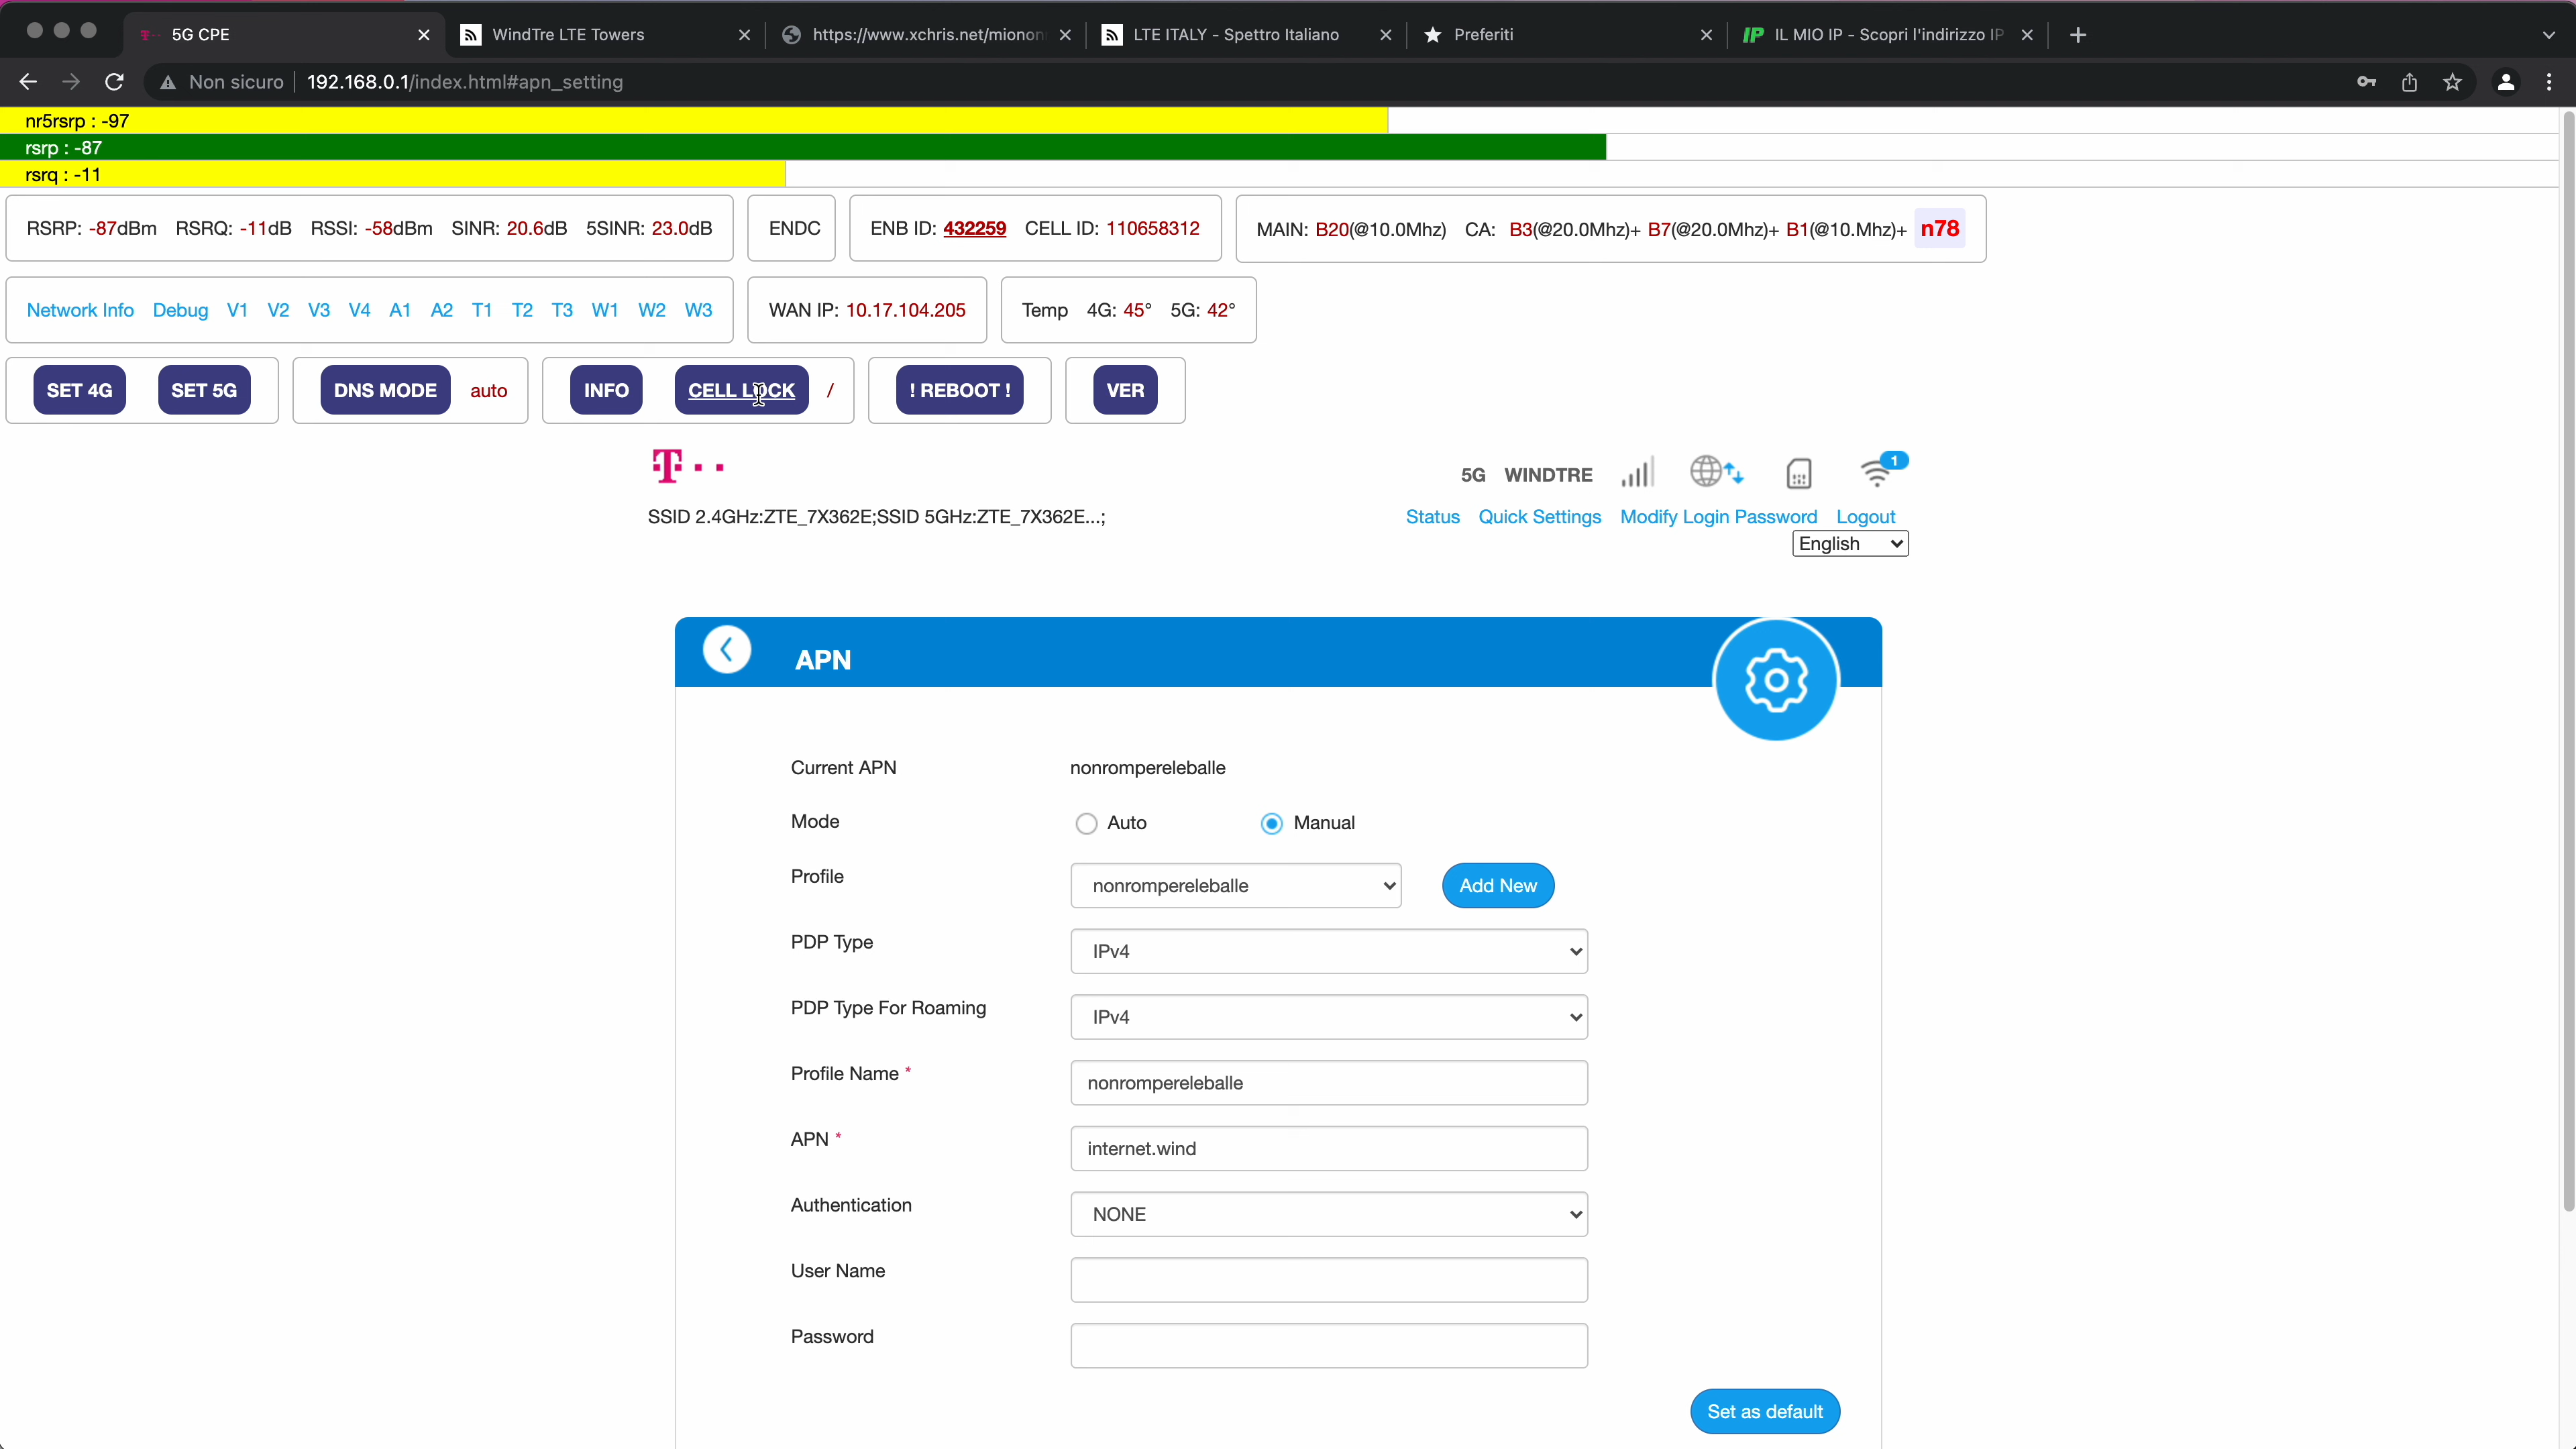 5G CPE
WindTre LTE Towers
https://www.xchris.net/mionon
LTE ITALY - Spettro Italiano
Preferiti
IP IL MIO IP - Scopri l'indirizzo IP
Non sicuro 192.168.0.1/index.html#apn_setting
nr5rsrp : -97
rsrp : -87
rsrq : -11
RSRP: -87dBm RSRQ: -11dB RSSI: -58dBm SINR: 20.6dB 5SINR: 23.0dB
ENDC
ENB ID: 432259 CELL ID: 110658312
MAIN: B20(@10.0Mhz) CA: B3(@20.0Mhz)+ B7(@20.0Mhz)+ B1(@10.Mhz)+ n78
Network Info Debug V1 V2 V3 V4 A1 A2 T1 T2 T3 W1 W2 W3
WAN IP: 10.17.104.205
Temp 4G: 45° 5G: 42°
SET 4G SET 5G
DNS MODE auto
INFO CELL LOCK /
! REBOOT !
VER
T
5G WINDTRE
1
SSID 2.4GHz:ZTE_7X362E;SSID 5GHz:ZTE_7X362E...;
Status Quick Settings Modify Login Password Logout
English
APN
Current APN nonrompereleballe
Mode Auto Manual
Profile nonrompereleballe Add New
PDP Type IPv4
PDP Type For Roaming IPv4
Profile Name * nonrompereleballe
APN * internet.wind
Authentication NONE
User Name
Password
Set as default